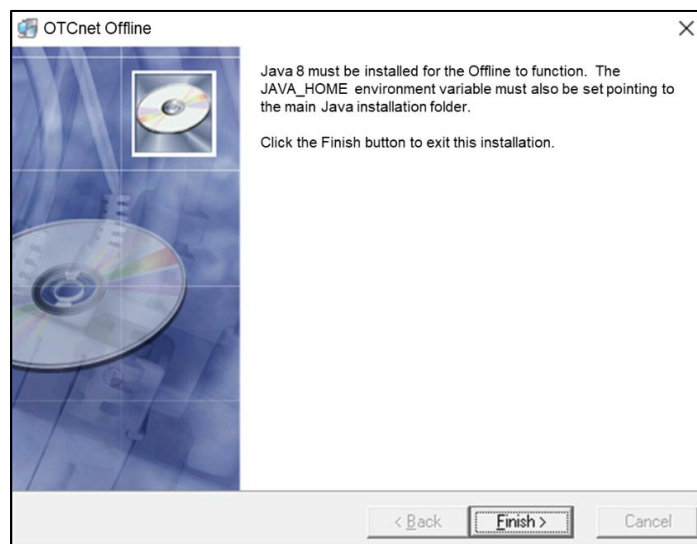 OTCnet Offline
Java 8 must be installed for the Offline to function. The
JAVA_HOME environment variable must also be set pointing to
the main Java installation folder.
Click the Finish button to exit this installation.
< Back
Finish >
Cancel